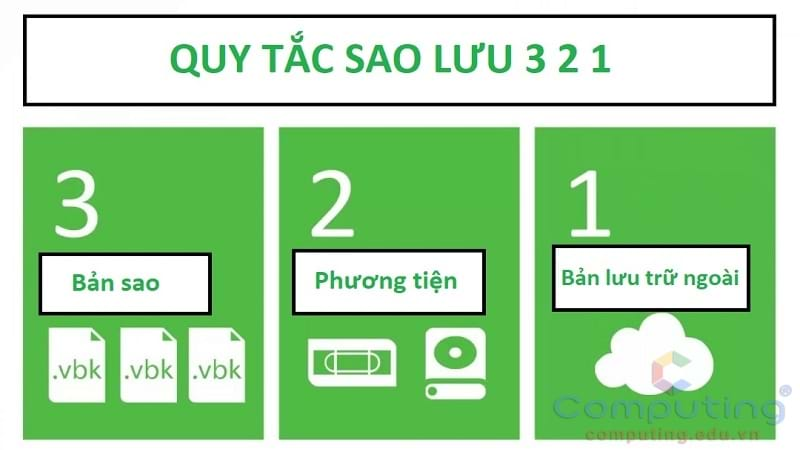 QUY TẮC SAO LƯU 3 2 1
3
Bản sao
.vbk .vbk .vbk
2
Phương tiện
1
Bản lưu trữ ngoài
Computing®
computing.edu.vn